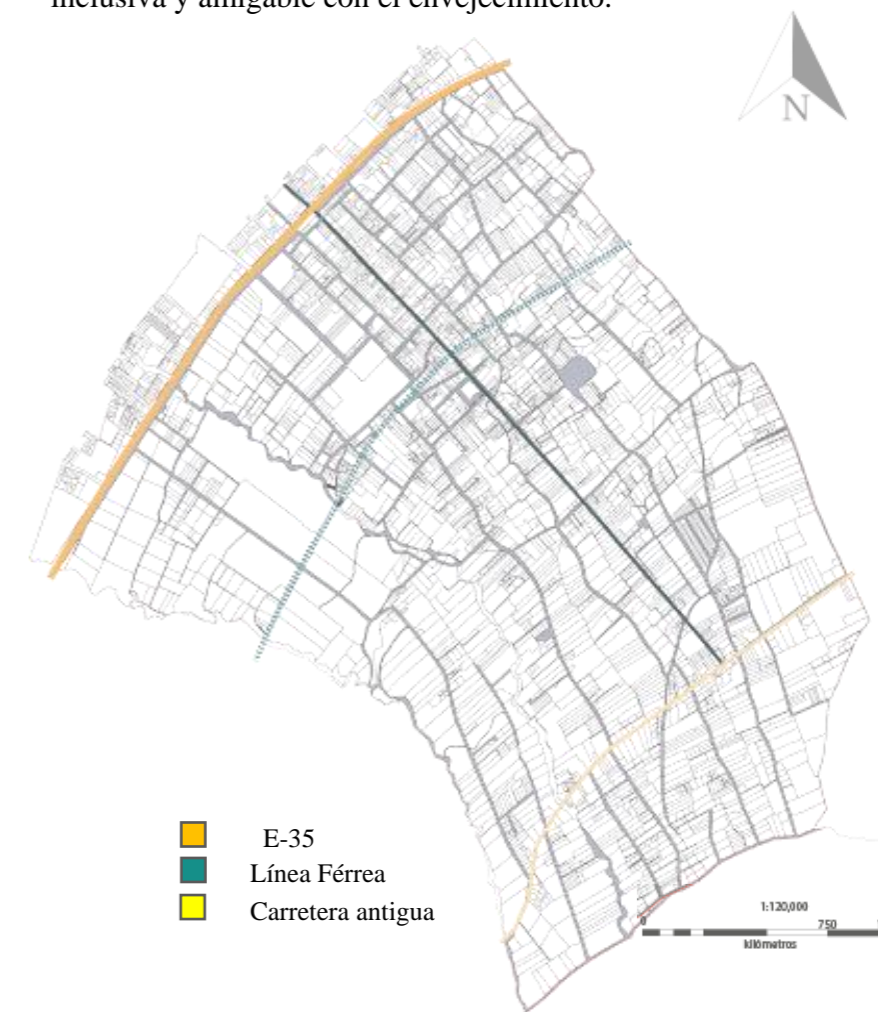 inclusiva y amigable con el envejecimiento.
N
E-35
Línea Férrea
Carretera antigua
1:120,000
0 750
kilómetros